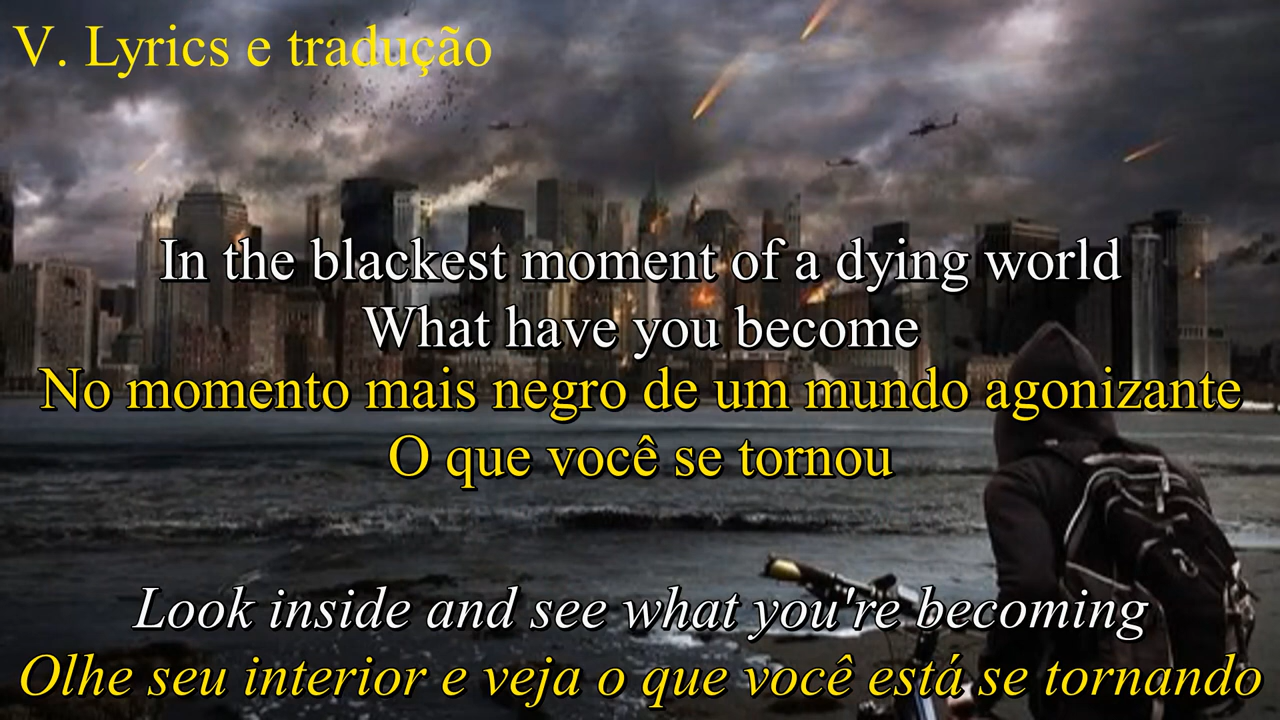 V. Lyrics e tradução
In the blackest moment of a dying world
What have you become
No momento mais negro de um mundo agonizante
O que você se tornou
Look inside and see what you're becoming
Olhe seu interior e veja o que você está se tornando